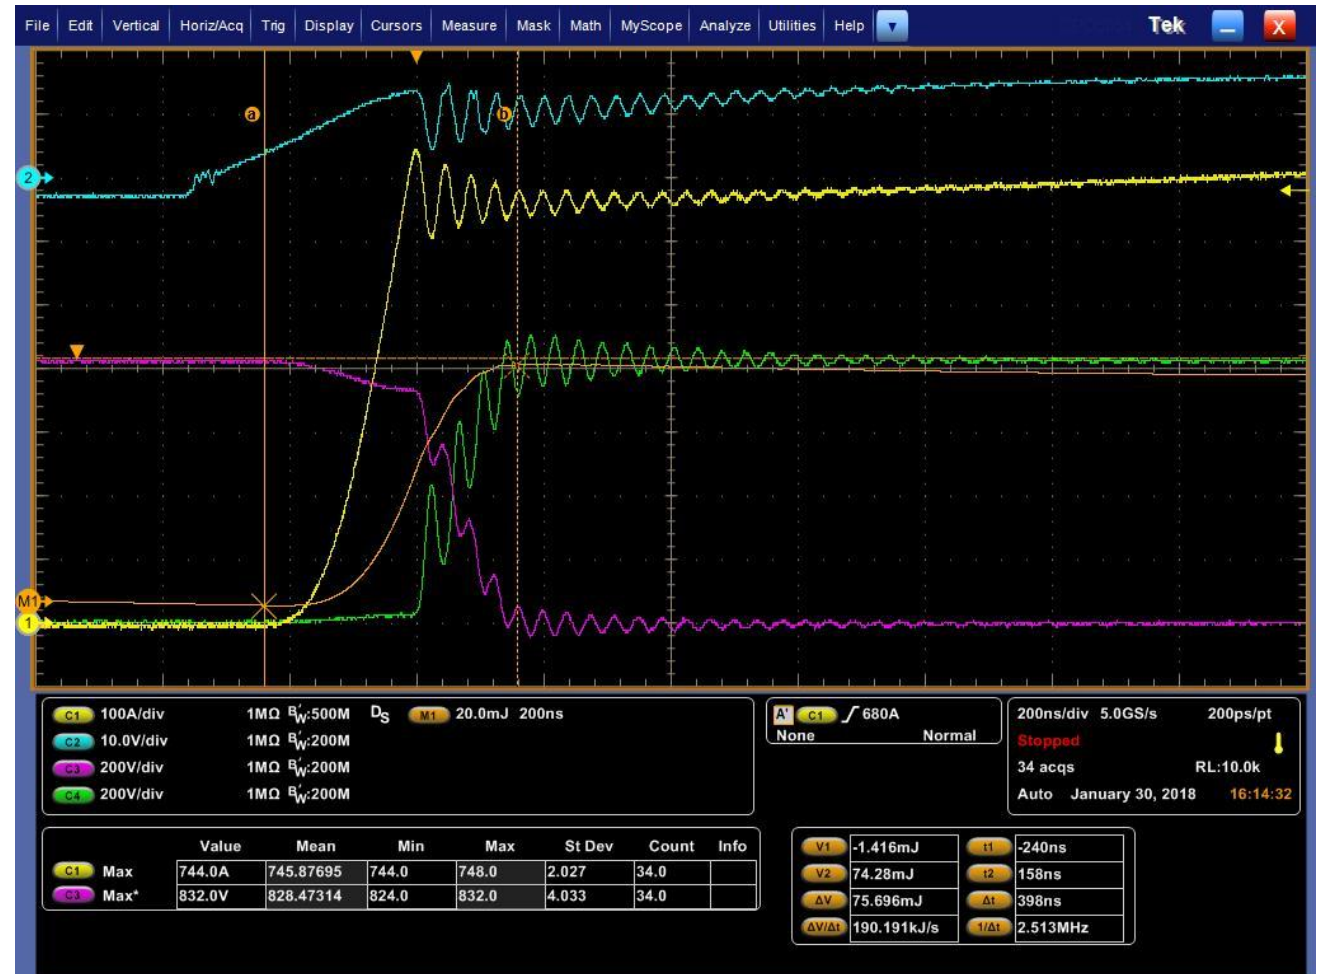 File Edit Vertical Horiz/Acq Trig Display Cursors Measure Mask Math MyScope Analyze Utilities Help Tek X
a
b
2
M1
1
C1 100A/div 1MΩ BW:500M DS M1 20.0mJ 200ns
C2 10.0V/div 1MΩ BW:200M
C3 200V/div 1MΩ BW:200M
C4 200V/div 1MΩ BW:200M
A' C1 680A
None Normal
200ns/div 5.0GS/s 200ps/pt
Stopped
34 acqs RL:10.0k
Auto January 30, 2018 16:14:32
Value Mean Min Max St Dev Count Info
C1 Max 744.0A 745.87695 744.0 748.0 2.027 34.0
C3 Max* 832.0V 828.47314 824.0 832.0 4.033 34.0
V1 -1.416mJ t1 -240ns
V2 74.28mJ t2 158ns
ΔV 75.696mJ Δt 398ns
ΔV/Δt 190.191kJ/s 1/Δt 2.513MHz